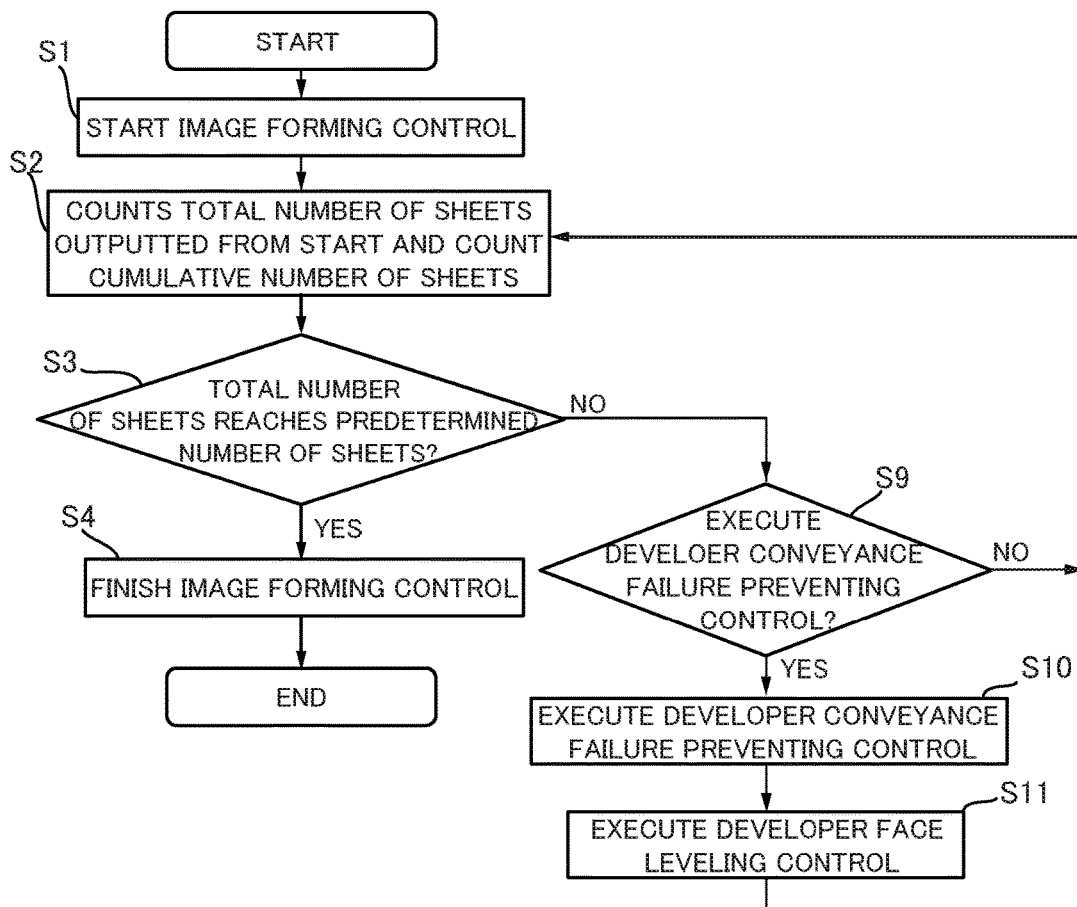 START
S1
START IMAGE FORMING CONTROL
S2
COUNTS TOTAL NUMBER OF SHEETS
OUTPUTTED FROM START AND COUNT
CUMULATIVE NUMBER OF SHEETS
S3
TOTAL NUMBER
OF SHEETS REACHES PREDETERMINED
NUMBER OF SHEETS?
NO
YES
S4
FINISH IMAGE FORMING CONTROL
END
S9
EXECUTE
DEVELOER CONVEYANCE
FAILURE PREVENTING
CONTROL?
NO
YES
S10
EXECUTE DEVELOPER CONVEYANCE
FAILURE PREVENTING CONTROL
S11
EXECUTE DEVELOPER FACE
LEVELING CONTROL